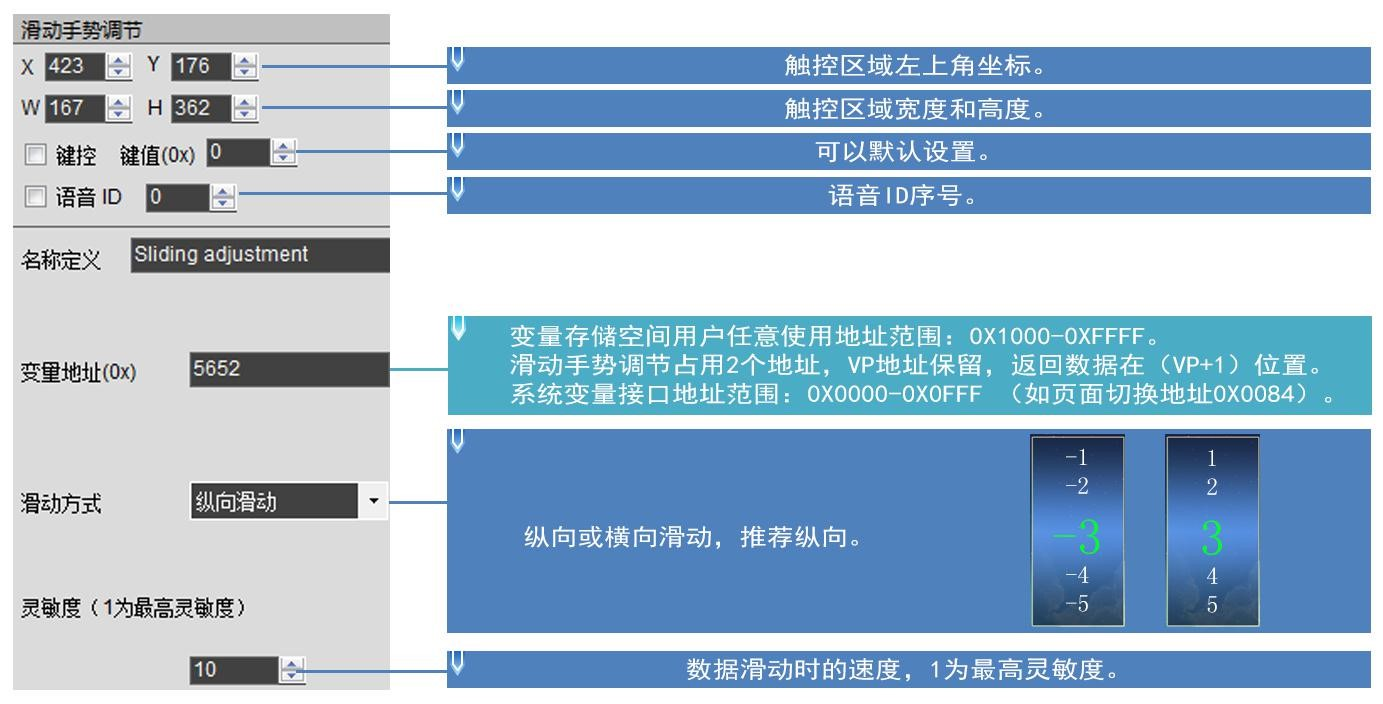 滑动手势调节
X 423 Y 176
触控区域左上角坐标。
W 167 H 362
触控区域宽度和高度。
键控 键值(0x) 0
可以默认设置。
语音 ID 0
语音ID序号。
名称定义 Sliding adjustment
变量地址(0x) 5652
变量存储空间用户任意使用地址范围：0X1000-0XFFFF。
滑动手势调节占用2个地址，VP地址保留，返回数据在（VP+1）位置。
系统变量接口地址范围：0X0000-0X0FFF （如页面切换地址0X0084）。
滑动方式 纵向滑动
纵向或横向滑动，推荐纵向。
-1
-2
-3
-4
-5
1
2
3
4
5
灵敏度（1为最高灵敏度）
10
数据滑动时的速度，1为最高灵敏度。